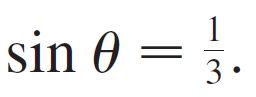 sin θ = 1/3.